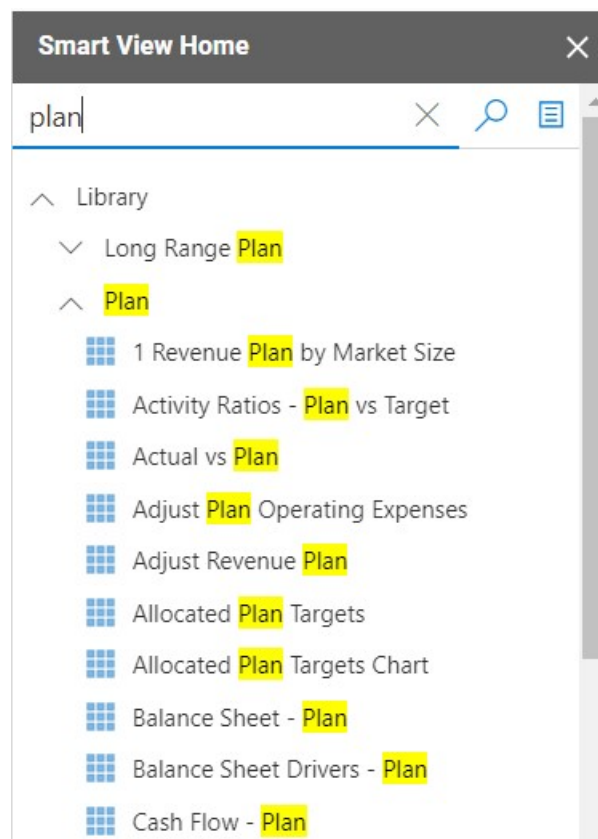 Smart View Home
plan
Library
Long Range Plan
Plan
1 Revenue Plan by Market Size
Activity Ratios - Plan vs Target
Actual vs Plan
Adjust Plan Operating Expenses
Adjust Revenue Plan
Allocated Plan Targets
Allocated Plan Targets Chart
Balance Sheet - Plan
Balance Sheet Drivers - Plan
Cash Flow - Plan